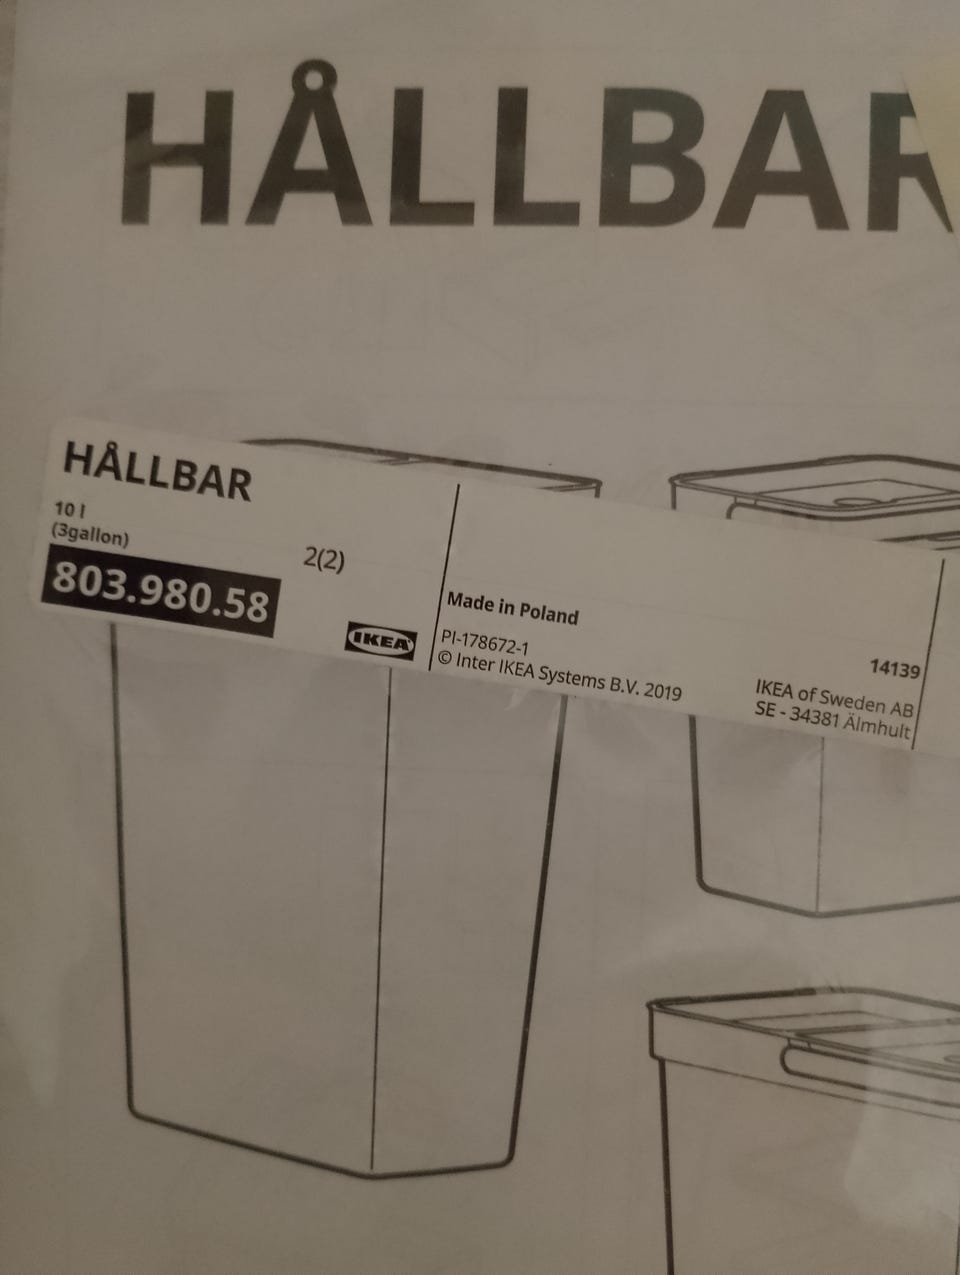 HÅLLBAR
HÅLLBAR
10 l
(3gallon)
2(2)
803.980.58
IKEA
Made in Poland
PI-178672-1
© Inter IKEA Systems B.V. 2019
14139
IKEA of Sweden AB
SE - 34381 Älmhult